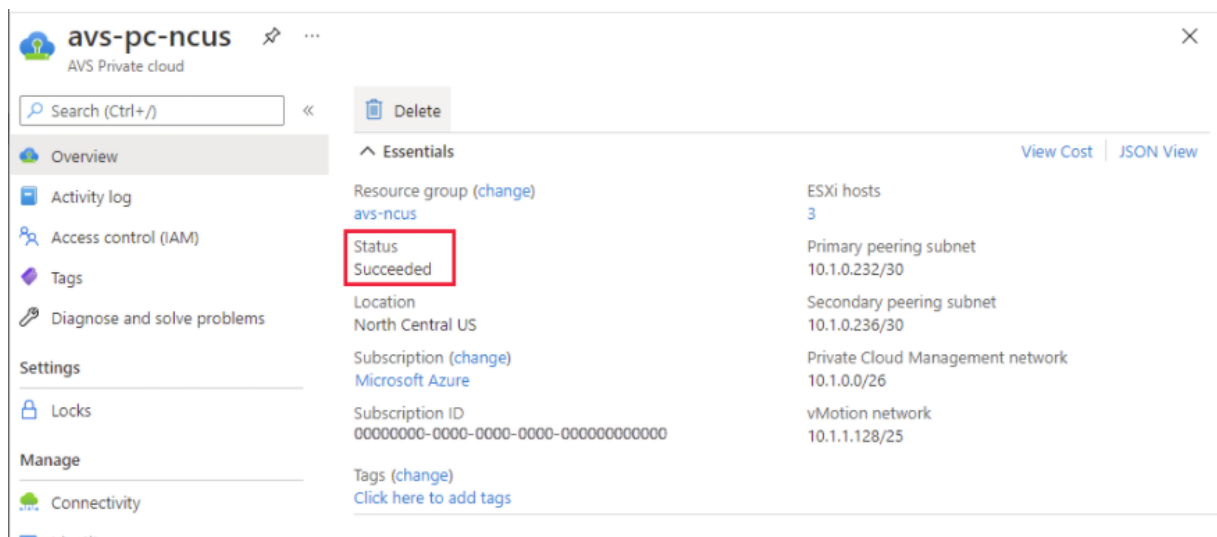 avs-pc-ncus
AVS Private cloud
Search (Ctrl+/)
Overview
Activity log
Access control (IAM)
Tags
Diagnose and solve problems
Settings
Locks
Manage
Connectivity
Delete
Essentials
View Cost
JSON View
Resource group (change)
avs-ncus
Status
Succeeded
Location
North Central US
Subscription (change)
Microsoft Azure
Subscription ID
00000000-0000-0000-0000-000000000000
Tags (change)
Click here to add tags
ESXi hosts
3
Primary peering subnet
10.1.0.232/30
Secondary peering subnet
10.1.0.236/30
Private Cloud Management network
10.1.0.0/26
vMotion network
10.1.1.128/25